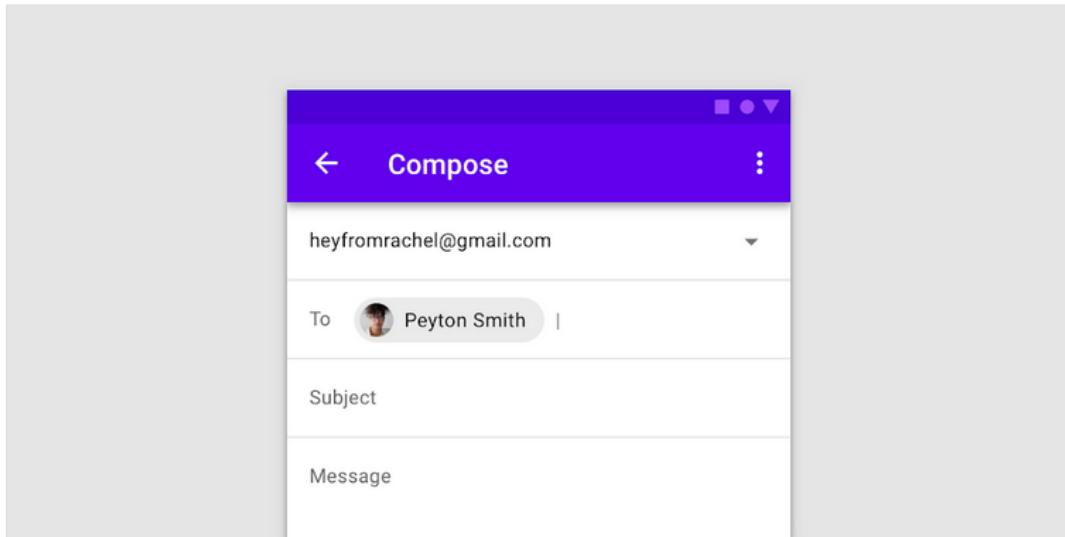 Compose
heyfromrachel@gmail.com
To Peyton Smith
Subject
Message